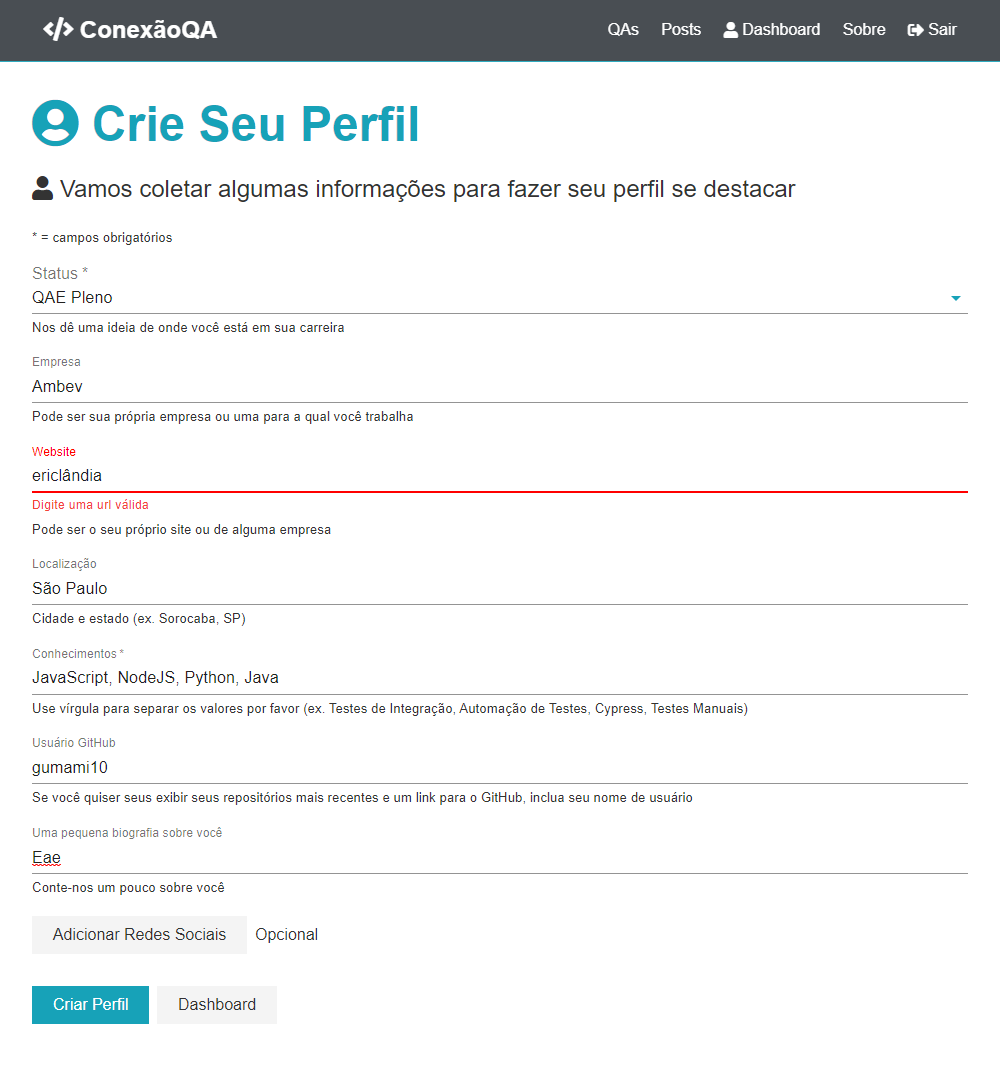 </> ConexãoQA QAs Posts Dashboard Sobre Sair
Crie Seu Perfil
Vamos coletar algumas informações para fazer seu perfil se destacar
* = campos obrigatórios
Status *
QAE Pleno
Nos dê uma ideia de onde você está em sua carreira
Empresa
Ambev
Pode ser sua própria empresa ou uma para a qual você trabalha
Website
ericlândia
Digite uma url válida
Pode ser o seu próprio site ou de alguma empresa
Localização
São Paulo
Cidade e estado (ex. Sorocaba, SP)
Conhecimentos *
JavaScript, NodeJS, Python, Java
Use vírgula para separar os valores por favor (ex. Testes de Integração, Automação de Testes, Cypress, Testes Manuais)
Usuário GitHub
gumami10
Se você quiser seus exibir seus repositórios mais recentes e um link para o GitHub, inclua seu nome de usuário
Uma pequena biografia sobre você
Eae
Conte-nos um pouco sobre você
Adicionar Redes Sociais Opcional
Criar Perfil Dashboard